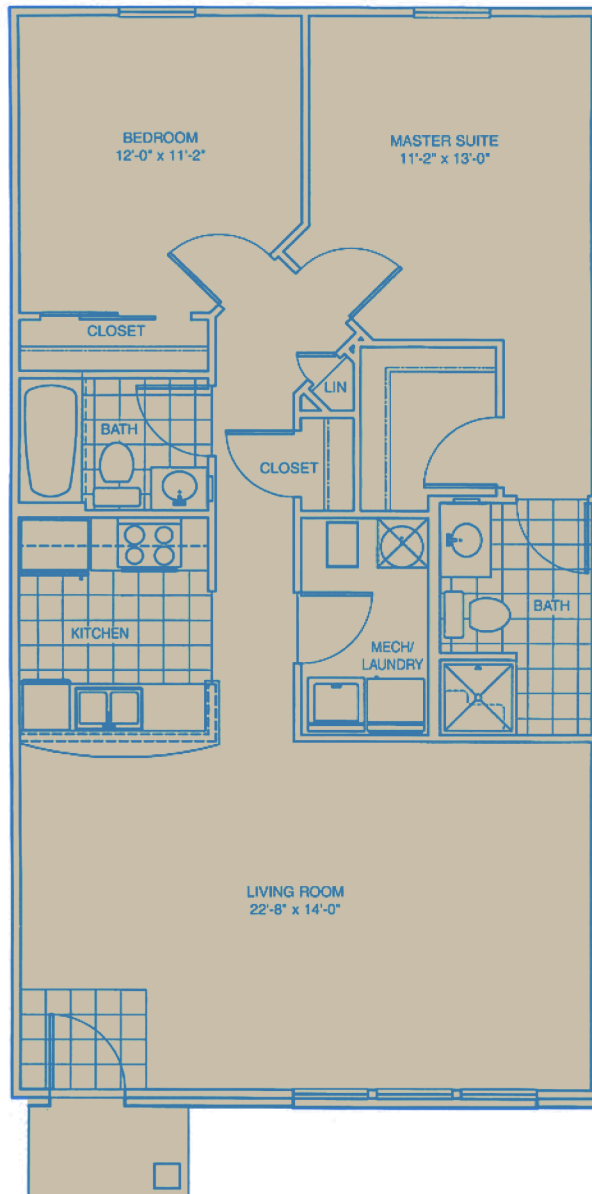 BEDROOM
12'-0" x 11'-2"
MASTER SUITE
11'-2" x 13'-0"
CLOSET
LIN
BATH
CLOSET
BATH
KITCHEN
MECH/
LAUNDRY
LIVING ROOM
22'-8" x 14'-0"